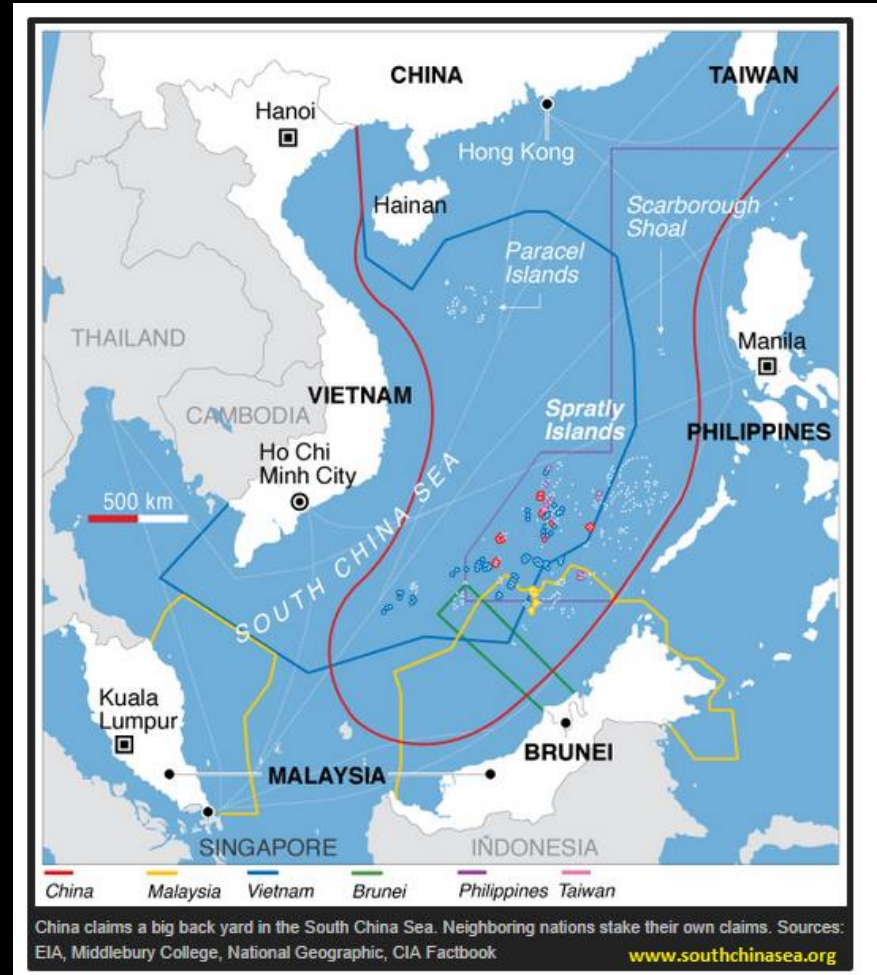 CHINA
TAIWAN
Hanoi
Hong Kong
Hainan
Scarborough
Shoal
Paracel
Islands
THAILAND
Manila
VIETNAM
CAMBODIA
Spratly
Islands
PHILIPPINES
Ho Chi
Minh City
500 km
SOUTH CHINA SEA
Kuala
Lumpur
BRUNEI
MALAYSIA
SINGAPORE
INDONESIA
China Malaysia Vietnam Brunei Philippines Taiwan
China claims a big back yard in the South China Sea. Neighboring nations stake their own claims. Sources:
EIA, Middlebury College, National Geographic, CIA Factbook
www.southchinasea.org